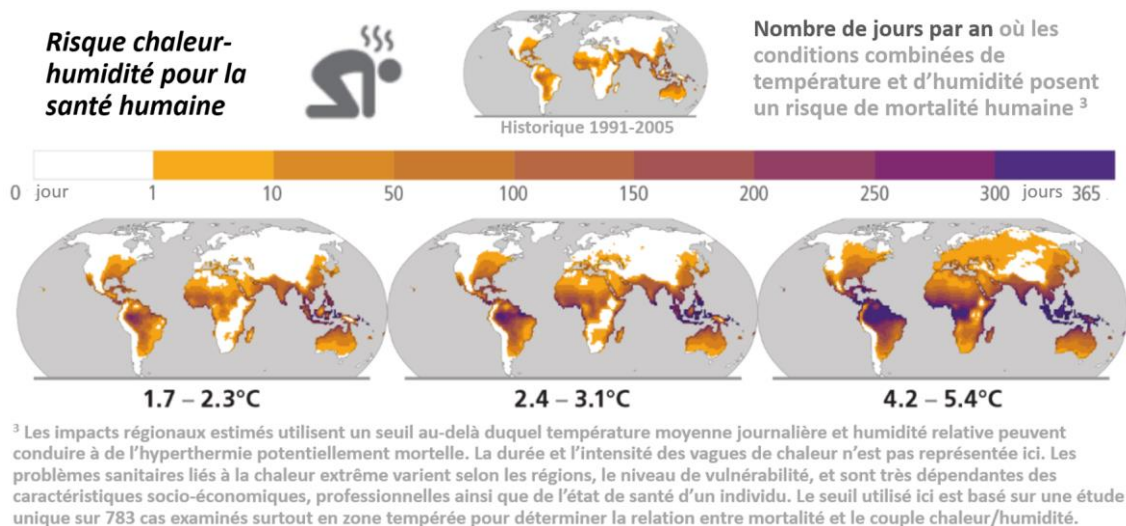 Risque chaleur-
humidité pour la
santé humaine
Historique 1991-2005
Nombre de jours par an où les
conditions combinées de
température et d'humidité posent
un risque de mortalité humaine ³
0 jour 1 10 50 100 150 200 250 300 jours 365
1.7 – 2.3°C 2.4 – 3.1°C 4.2 – 5.4°C
³ Les impacts régionaux estimés utilisent un seuil au-delà duquel température moyenne journalière et humidité relative peuvent
conduire à de l'hyperthermie potentiellement mortelle. La durée et l'intensité des vagues de chaleur n'est pas représentée ici. Les
problèmes sanitaires liés à la chaleur extrême varient selon les régions, le niveau de vulnérabilité, et sont très dépendantes des
caractéristiques socio-économiques, professionnelles ainsi que de l'état de santé d'un individu. Le seuil utilisé ici est basé sur une étude
unique sur 783 cas examinés surtout en zone tempérée pour déterminer la relation entre mortalité et le couple chaleur/humidité.